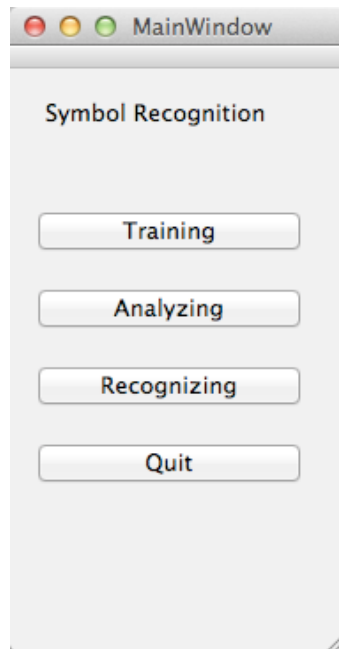 MainWindow
Symbol Recognition
Training
Analyzing
Recognizing
Quit